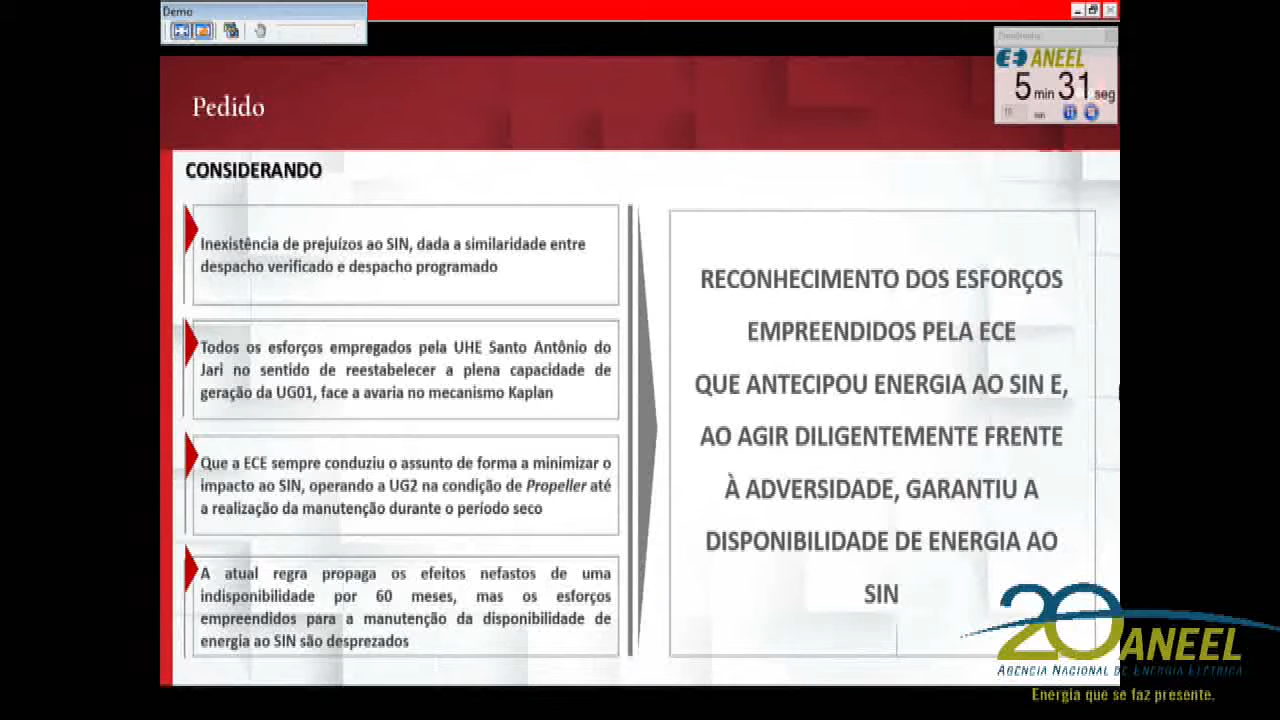 Demo
ANEEL
5 min 31 seg
Pedido
CONSIDERANDO
Inexistência de prejuízos ao SIN, dada a similaridade entre
despacho verificado e despacho programado
Todos os esforços empregados pela UHE Santo Antônio do
Jari no sentido de reestabelecer a plena capacidade de
geração da UG01, face a avaria no mecanismo Kaplan
Que a ECE sempre conduziu o assunto de forma a minimizar o
impacto ao SIN, operando a UG2 na condição de Propeller até
a realização da manutenção durante o período seco
A atual regra propaga os efeitos nefastos de uma
indisponibilidade por 60 meses, mas os esforços
empreendidos para a manutenção da disponibilidade de
energia ao SIN são desprezados
RECONHECIMENTO DOS ESFORÇOS
EMPREENDIDOS PELA ECE
QUE ANTECIPOU ENERGIA AO SIN E,
AO AGIR DILIGENTEMENTE FRENTE
À ADVERSIDADE, GARANTIU A
DISPONIBILIDADE DE ENERGIA AO
SIN
20 ANEEL
AGENCIA NACIONAL DE ENERGIA ELÉTRICA
Energia que se faz presente.